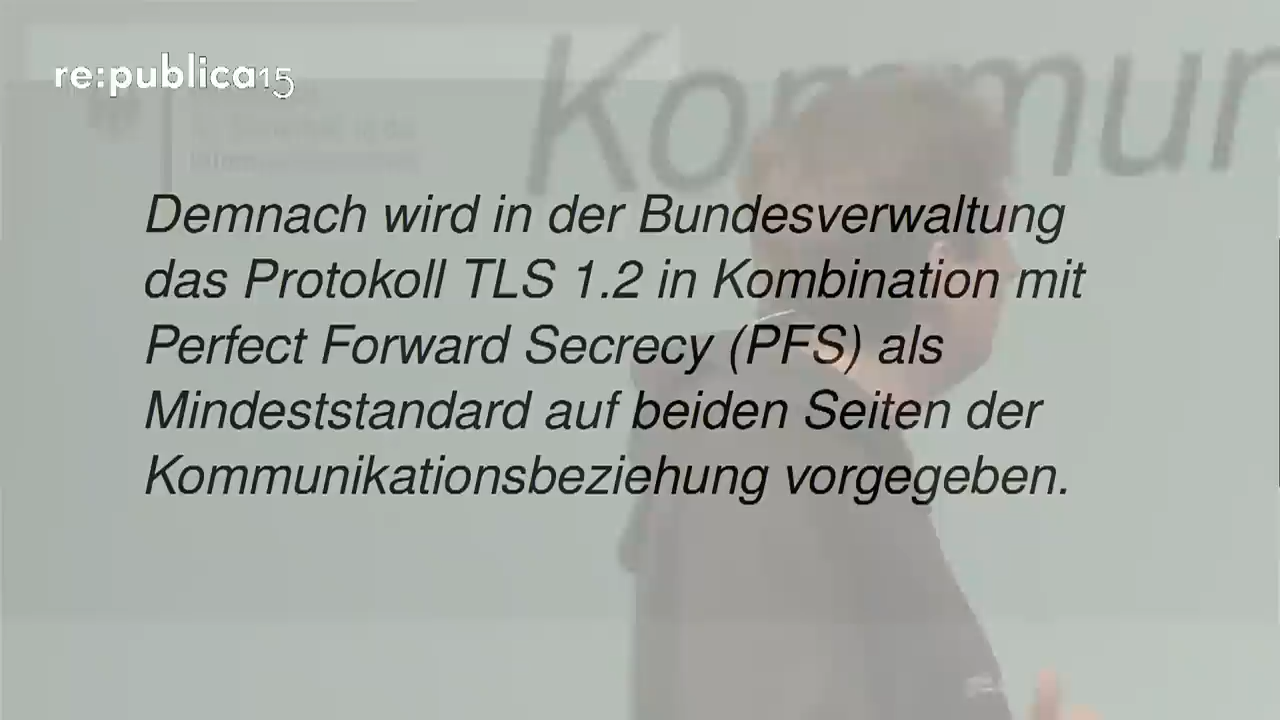 re:publica15
Kommun
Demnach wird in der Bundesverwaltung
das Protokoll TLS 1.2 in Kombination mit
Perfect Forward Secrecy (PFS) als
Mindeststandard auf beiden Seiten der
Kommunikationsbeziehung vorgegeben.